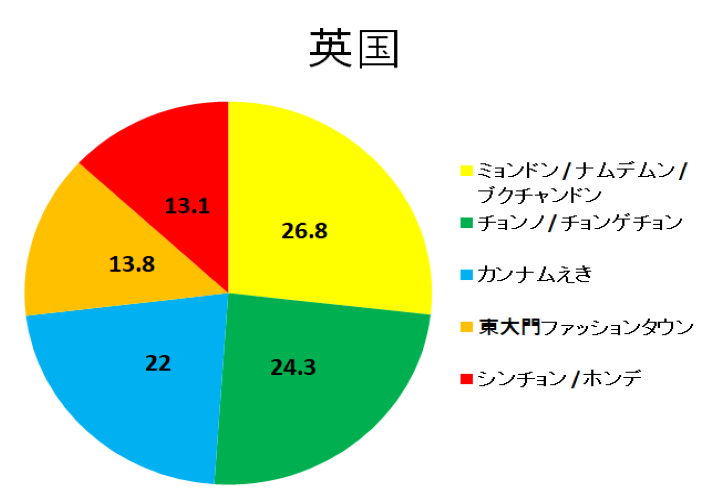 英国
26.8
24.3
22
13.8
13.1
ミョンドン/ナムデムン/
ブクチャンドン
チョンノ/チョンゲチョン
カンナムえき
東大門ファッションタウン
シンチョン/ホンデ